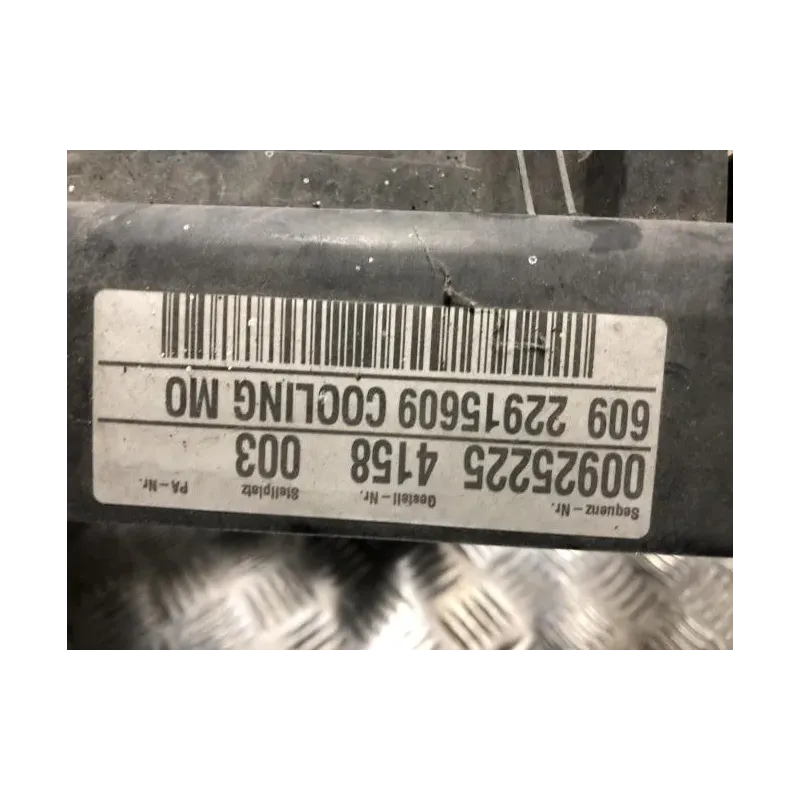 Sequenz-Nr. Gestell-Nr. Stellplatz PA-Nr.
00925225 4158 003
609 22915609 COOLING MO